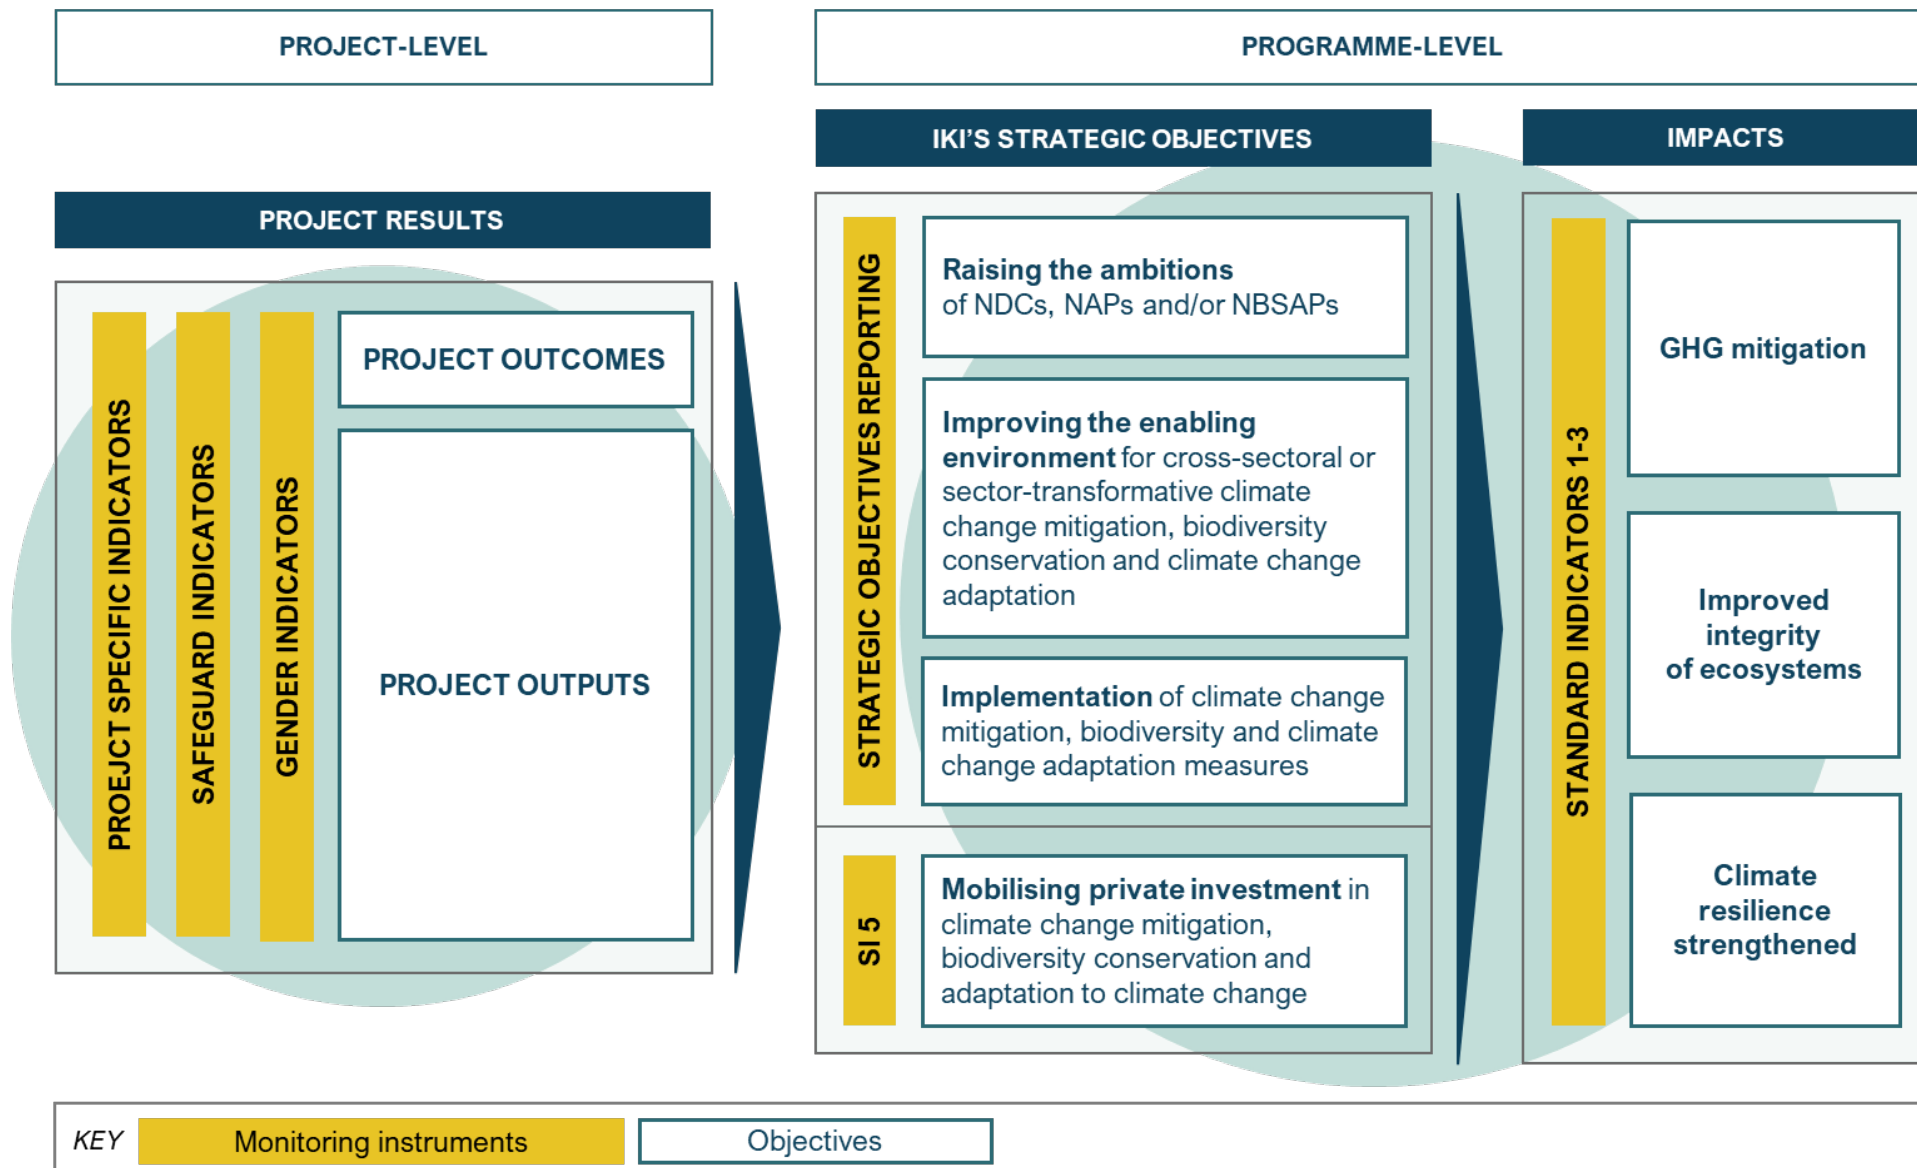 PROJECT-LEVEL
PROGRAMME-LEVEL
PROJECT RESULTS
PROEJCT SPECIFIC INDICATORS
SAFEGUARD INDICATORS
GENDER INDICATORS
PROJECT OUTCOMES
PROJECT OUTPUTS
IKI'S STRATEGIC OBJECTIVES
STRATEGIC OBJECTIVES REPORTING
Raising the ambitions
of NDCs, NAPs and/or NBSAPs
Improving the enabling
environment for cross-sectoral or
sector-transformative climate
change mitigation, biodiversity
conservation and climate change
adaptation
Implementation of climate change
mitigation, biodiversity and climate
change adaptation measures
SI 5
Mobilising private investment in
climate change mitigation,
biodiversity conservation and
adaptation to climate change
IMPACTS
STANDARD INDICATORS 1-3
GHG mitigation
Improved
integrity
of ecosystems
Climate
resilience
strengthened
KEY
Monitoring instruments
Objectives